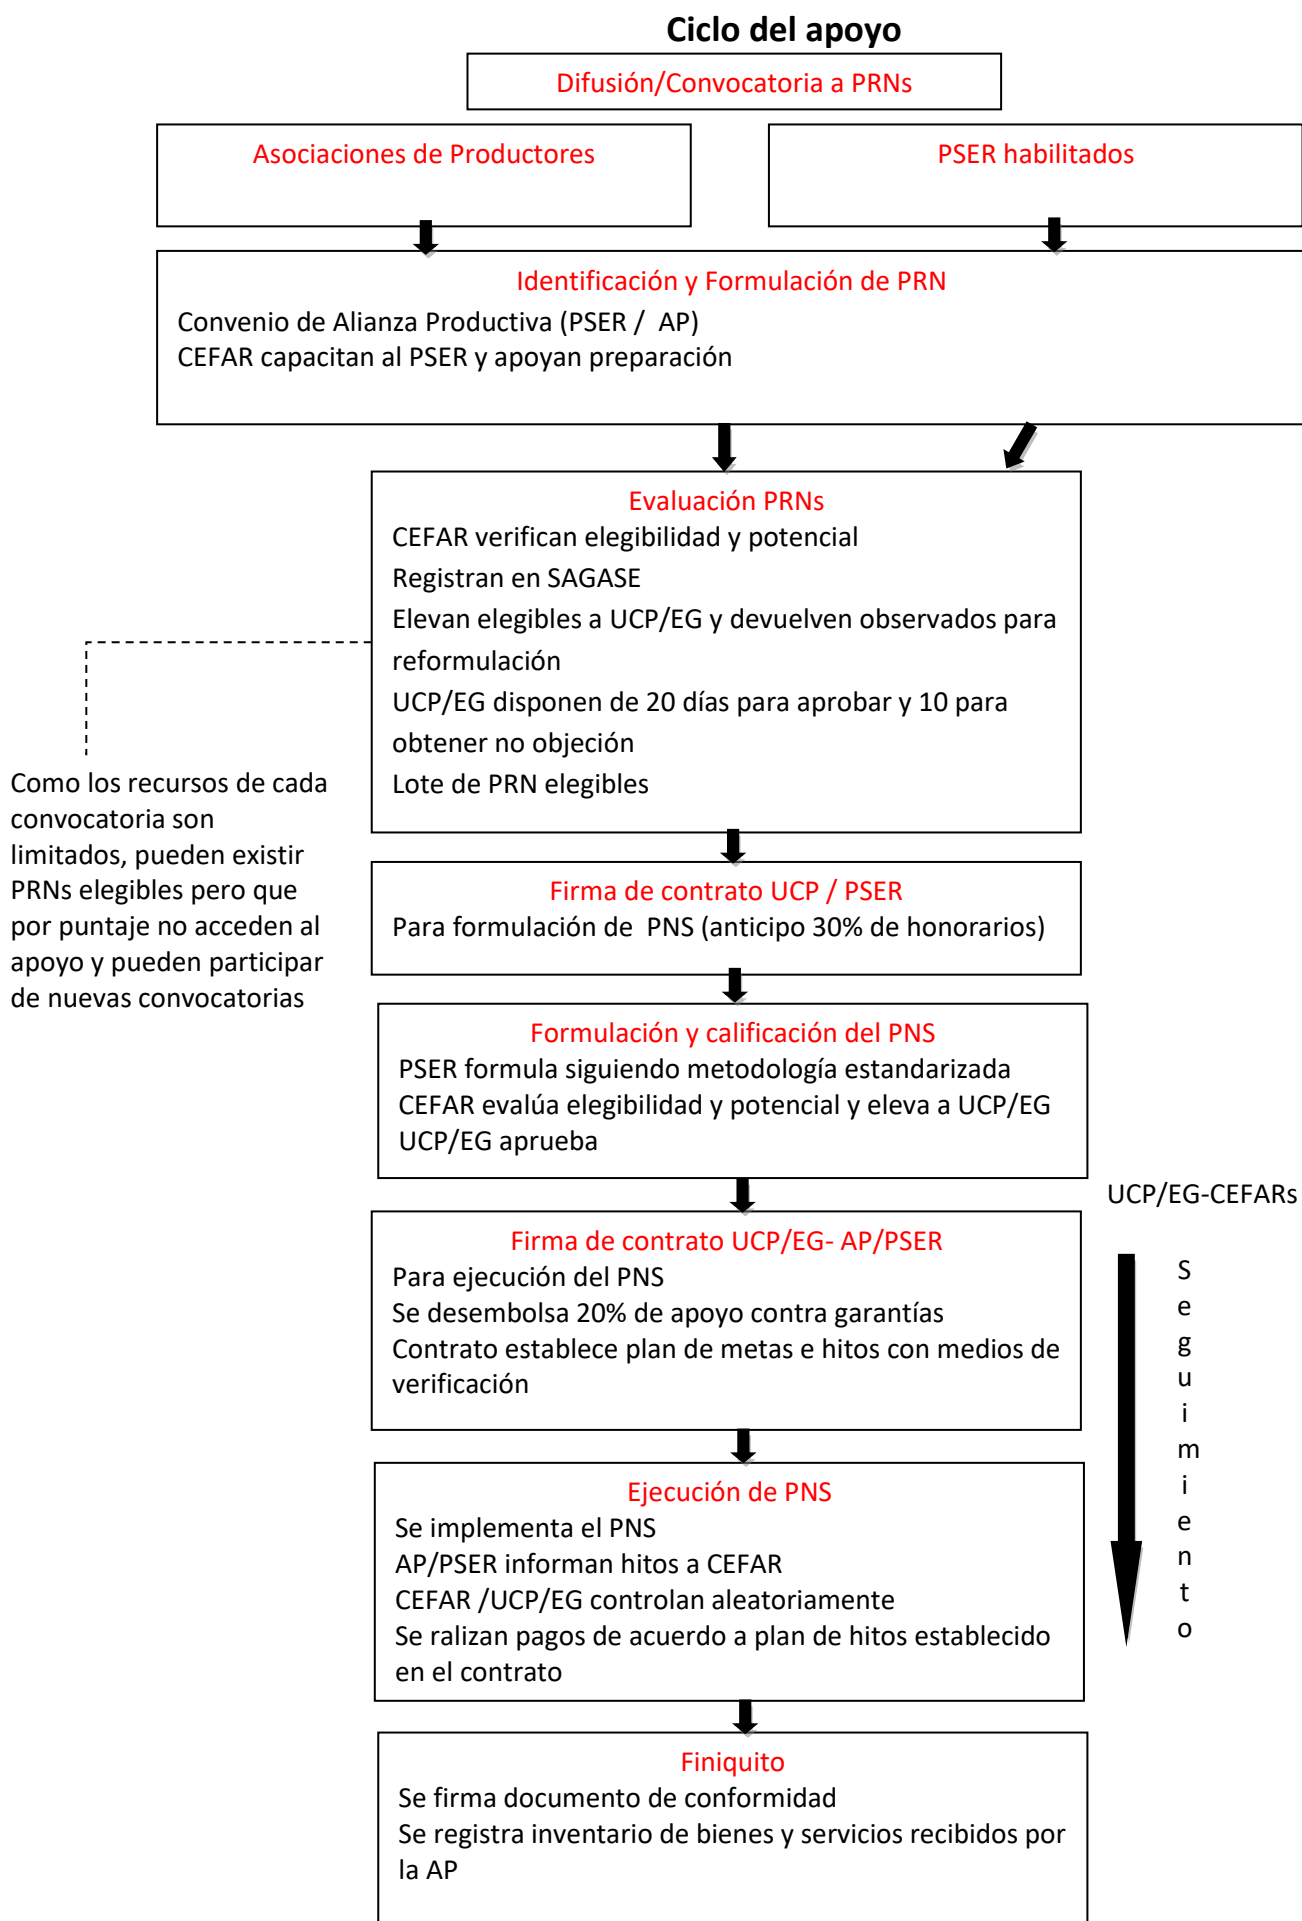 Ciclo del apoyo
Difusión/Convocatoria a PRNs
Asociaciones de Productores
PSER habilitados
Identificación y Formulación de PRN
Convenio de Alianza Productiva (PSER / AP)
CEFAR capacitan al PSER y apoyan preparación
Evaluación PRNs
CEFAR verifican elegibilidad y potencial
Registran en SAGASE
Elevan elegibles a UCP/EG y devuelven observados para
reformulación
UCP/EG disponen de 20 días para aprobar y 10 para
obtener no objeción
Lote de PRN elegibles
Como los recursos de cada
convocatoria son
limitados, pueden existir
PRNs elegibles pero que
por puntaje no acceden al
apoyo y pueden participar
de nuevas convocatorias
Firma de contrato UCP / PSER
Para formulación de PNS (anticipo 30% de honorarios)
Formulación y calificación del PNS
PSER formula siguiendo metodología estandarizada
CEFAR evalúa elegibilidad y potencial y eleva a UCP/EG
UCP/EG aprueba
Firma de contrato UCP/EG- AP/PSER
Para ejecución del PNS
Se desembolsa 20% de apoyo contra garantías
Contrato establece plan de metas e hitos con medios de
verificación
UCP/EG-CEFARs
S
e
g
u
i
m
i
e
n
t
o
Ejecución de PNS
Se implementa el PNS
AP/PSER informan hitos a CEFAR
CEFAR /UCP/EG controlan aleatoriamente
Se ralizan pagos de acuerdo a plan de hitos establecido
en el contrato
Finiquito
Se firma documento de conformidad
Se registra inventario de bienes y servicios recibidos por
la AP